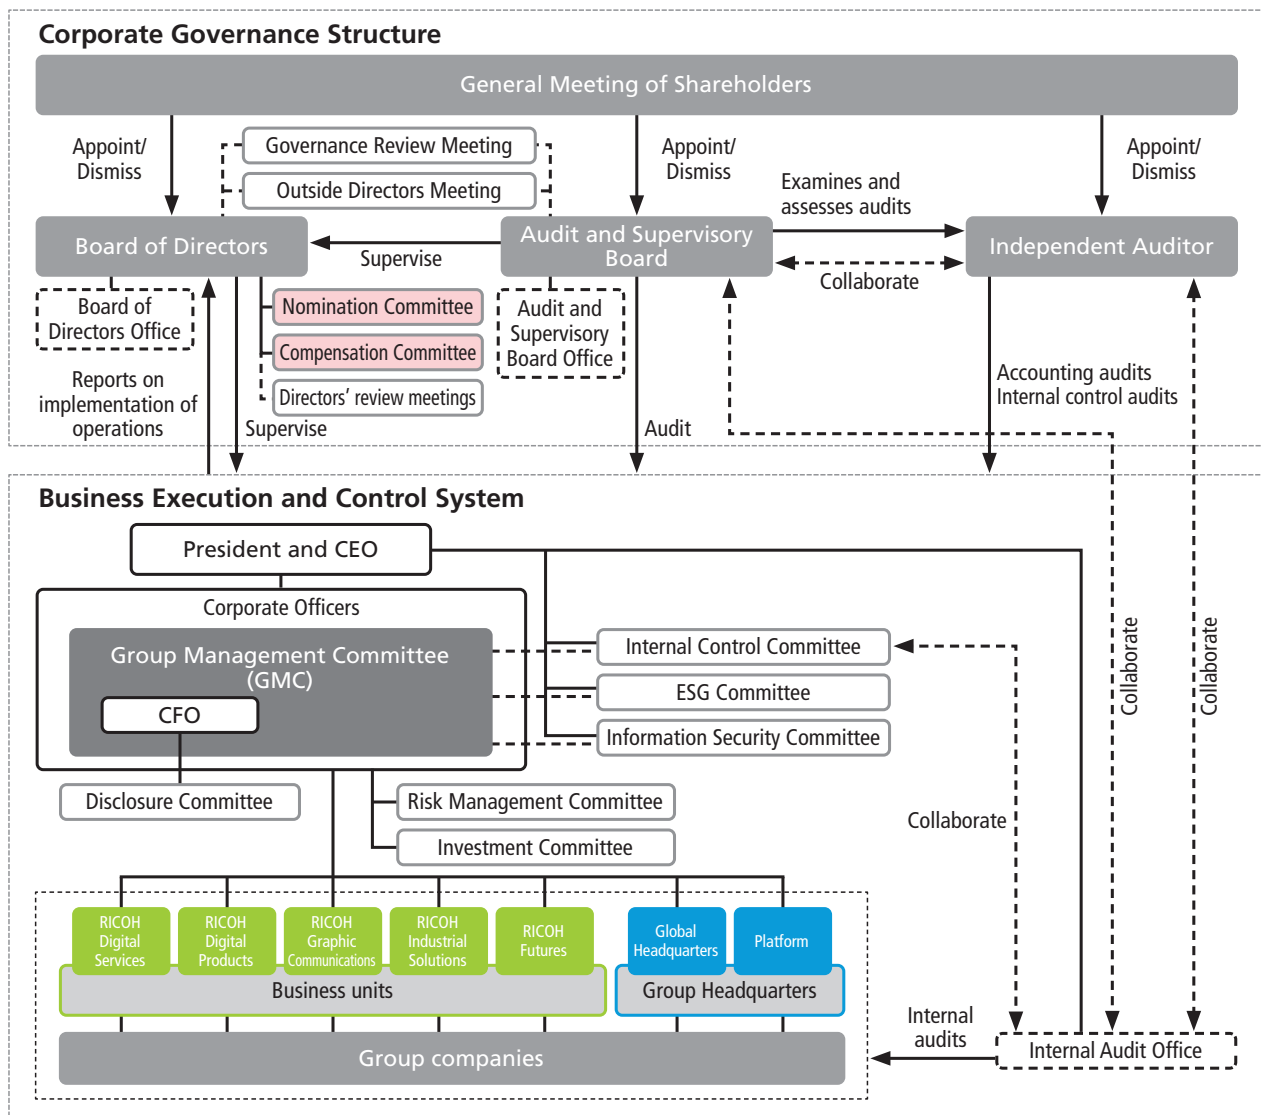 Corporate Governance Structure
General Meeting of Shareholders
Appoint/
Dismiss
Governance Review Meeting
Outside Directors Meeting
Appoint/
Dismiss
Examines and
assesses audits
Appoint/
Dismiss
Board of Directors
Supervise
Audit and Supervisory
Board
Collaborate
Independent Auditor
Board of
Directors Office
Nomination Committee
Compensation Committee
Directors’ review meetings
Audit and
Supervisory
Board Office
Reports on
implementation of
operations
Supervise
Audit
Accounting audits
Internal control audits
Business Execution and Control System
President and CEO
Corporate Officers
Group Management Committee
(GMC)
CFO
Internal Control Committee
ESG Committee
Information Security Committee
Collaborate
Collaborate
Disclosure Committee
Risk Management Committee
Investment Committee
Collaborate
RICOH
Digital
Services
RICOH
Digital
Products
RICOH
Graphic
Communications
RICOH
Industrial
Solutions
RICOH
Futures
Global
Headquarters
Platform
Business units
Group Headquarters
Group companies
Internal
audits
Internal Audit Office